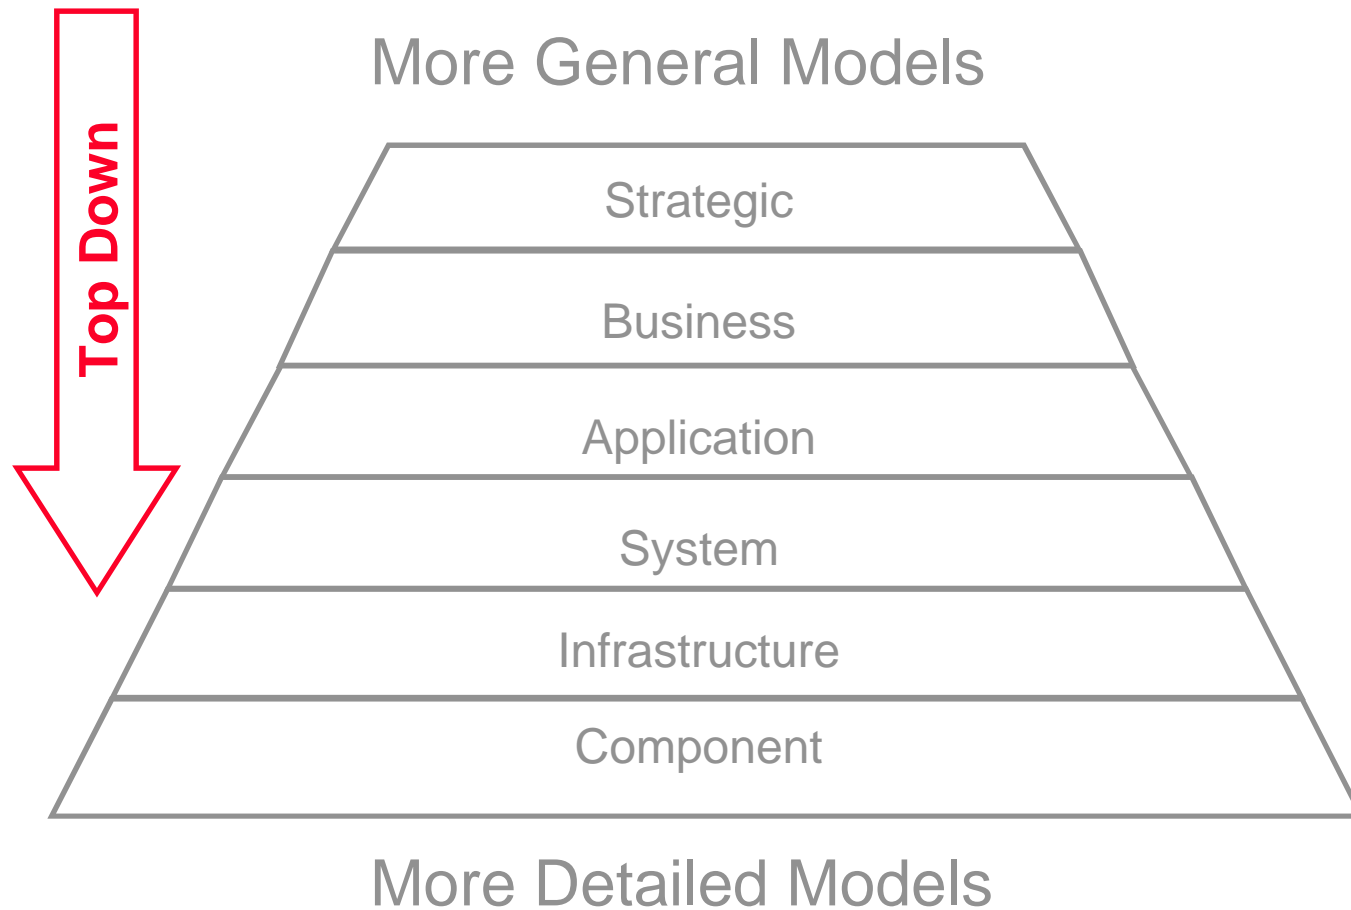 More General Models
Top Down
Strategic
Business
Application
System
Infrastructure
Component
More Detailed Models